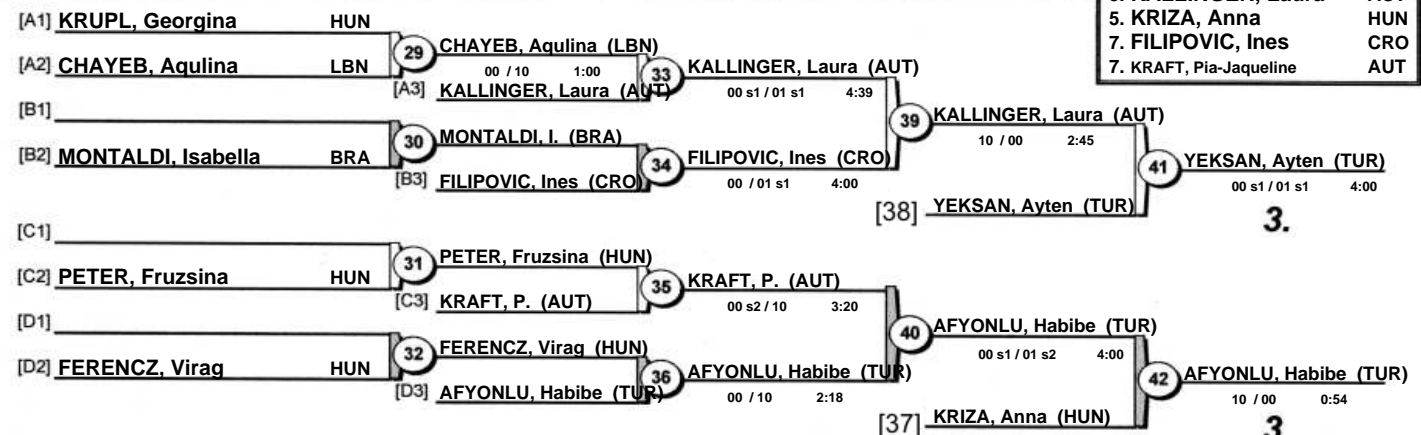 5. KRIZA, Anna HUN
7. FILIPOVIC, Ines CRO
7. KRAFT, Pia-Jaqueline AUT
[A1] KRUPL, Georgina HUN
29 CHAYEB, Aqulina (LBN)
[A2] CHAYEB, Aqulina LBN
00 / 10 1:00
33 KALLINGER, Laura (AUT)
[A3] KALLINGER, Laura (AUT)
00 s1 / 01 s1 4:39
[B1]
39 KALLINGER, Laura (AUT)
30 MONTALDI, I. (BRA)
10 / 00 2:45
[B2] MONTALDI, Isabella BRA
34 FILIPOVIC, Ines (CRO)
41 YEKSAN, Ayten (TUR)
[B3] FILIPOVIC, Ines (CRO)
00 / 01 s1 4:00
00 s1 / 01 s1 4:00
[38] YEKSAN, Ayten (TUR)
3.
[C1]
31 PETER, Fruzsina (HUN)
[C2] PETER, Fruzsina HUN
35 KRAFT, P. (AUT)
[C3] KRAFT, P. (AUT)
00 s2 / 10 3:20
[D1]
40 AFYONLU, Habibe (TUR)
32 FERENCZ, Virag (HUN)
00 s1 / 01 s2 4:00
[D2] FERENCZ, Virag HUN
36 AFYONLU, Habibe (TUR)
42 AFYONLU, Habibe (TUR)
[D3] AFYONLU, Habibe (TUR)
00 / 10 2:18
10 / 00 0:54
[37] KRIZA, Anna (HUN)
3